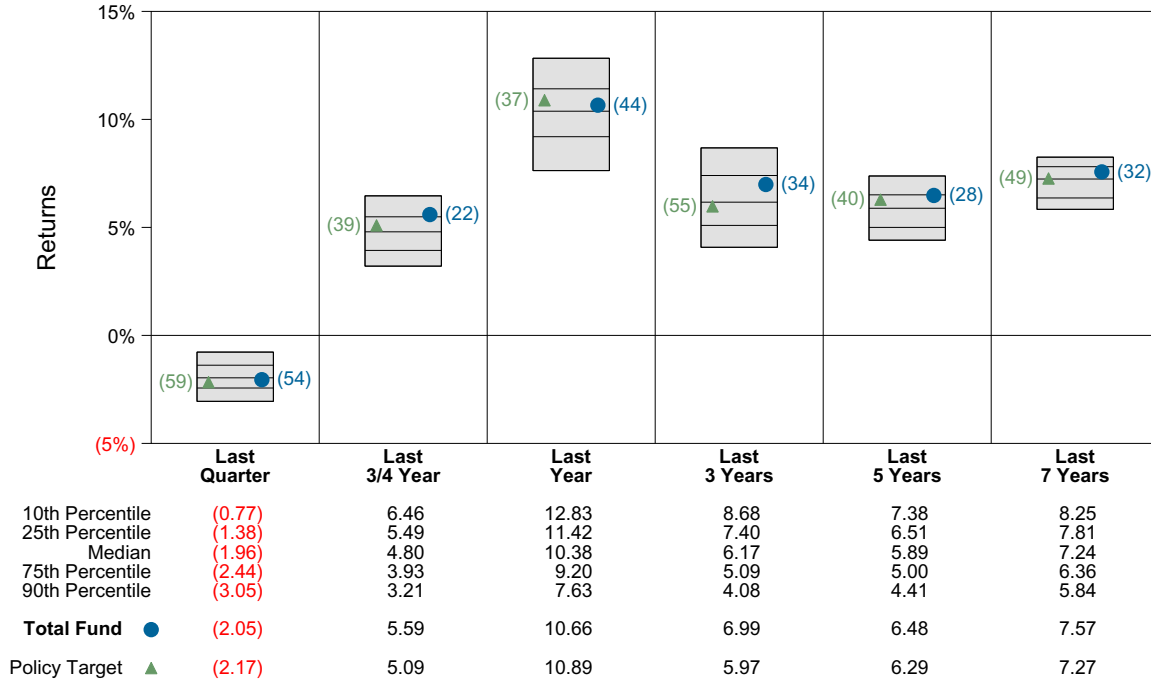 15%
10%
5%
0%
(5%)
Returns
(59)
(54)
(39)
(22)
(37)
(44)
(55)
(34)
(40)
(28)
(49)
(32)
Last Last Last Last Last Last
Quarter 3/4 Year Year 3 Years 5 Years 7 Years
10th Percentile (0.77) 6.46 12.83 8.68 7.38 8.25
25th Percentile (1.38) 5.49 11.42 7.40 6.51 7.81
Median (1.96) 4.80 10.38 6.17 5.89 7.24
75th Percentile (2.44) 3.93 9.20 5.09 5.00 6.36
90th Percentile (3.05) 3.21 7.63 4.08 4.41 5.84
Total Fund (2.05) 5.59 10.66 6.99 6.48 7.57
Policy Target (2.17) 5.09 10.89 5.97 6.29 7.27